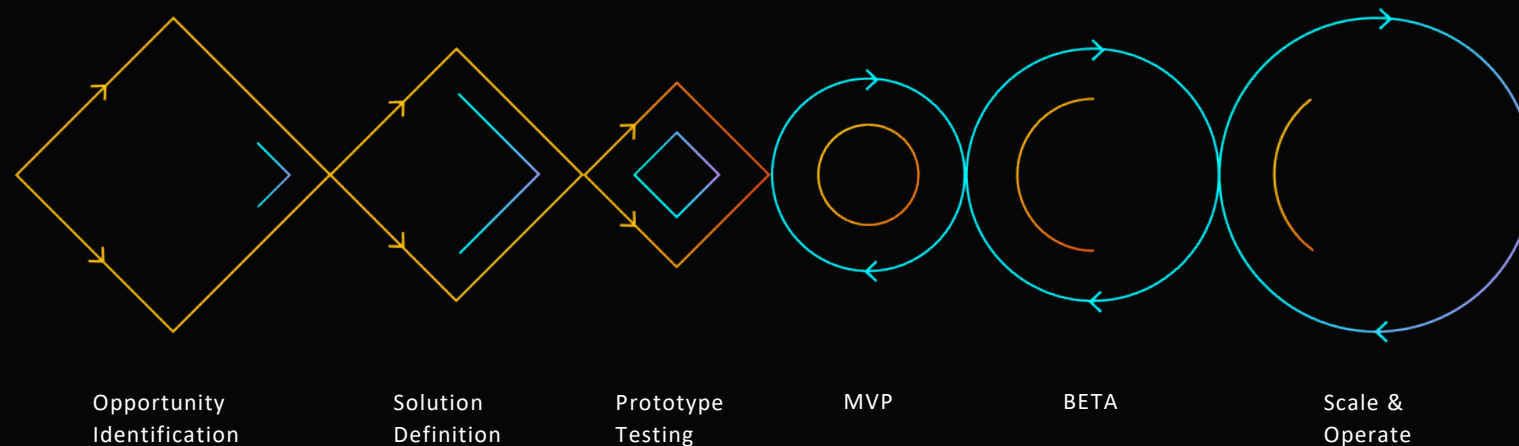 Opportunity
Identification
Solution
Definition
Prototype
Testing
MVP
BETA
Scale &
Operate